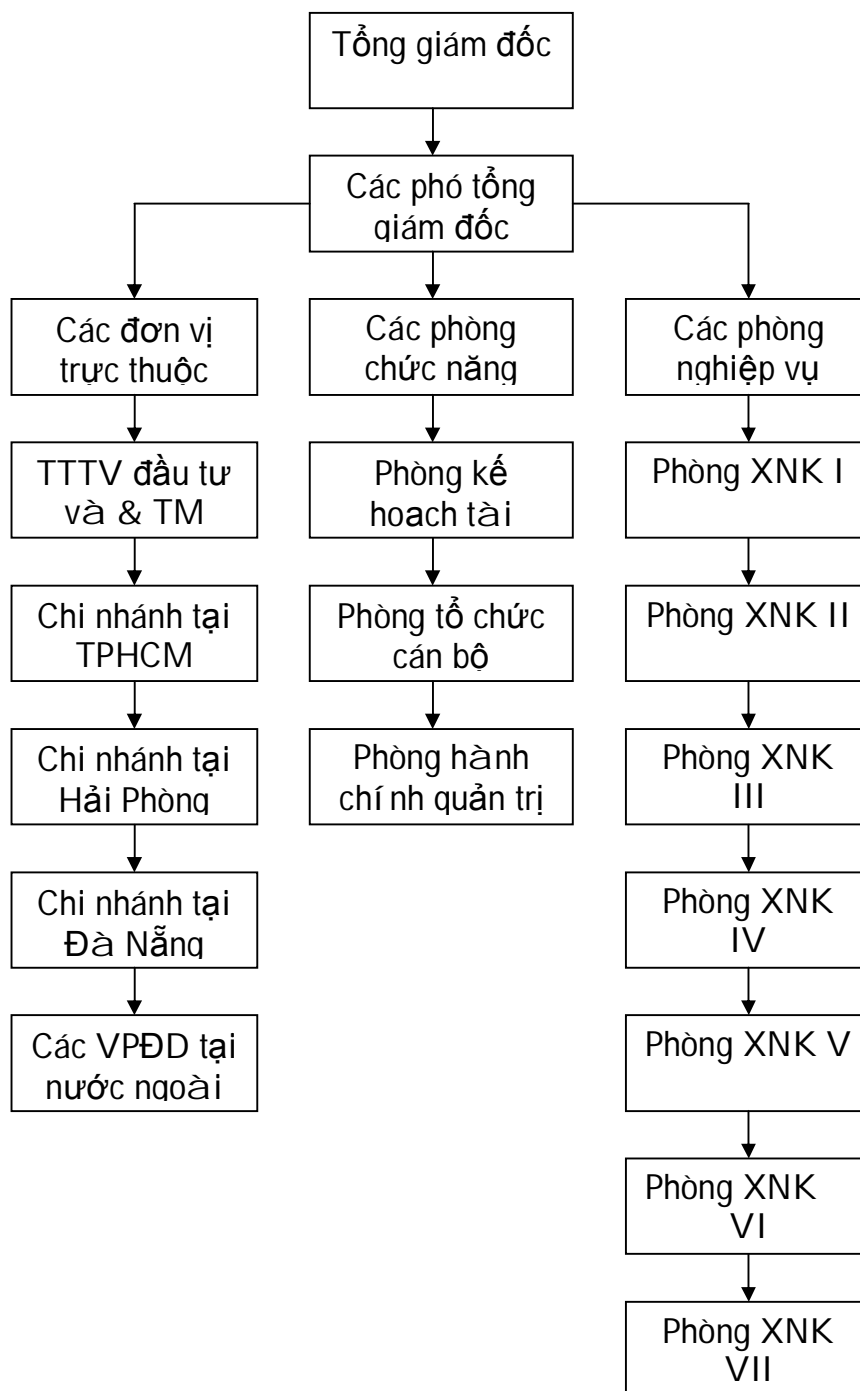 Tổng giám đốc
Các phó tổng
giám đốc
Các đơn vị
trực thuộc
TTTV đầu tư
và & TM
Chi nhánh tại
TPHCM
Chi nhánh tại
Hải Phòng
Chi nhánh tại
Đà Nẵng
Các VPĐD tại
nước ngoài
Các phòng
chức năng
Phòng kế
hoạch tài
Phòng tổ chức
cán bộ
Phòng hành
chính quản trị
Các phòng
nghiệp vụ
Phòng XNK I
Phòng XNK II
Phòng XNK
III
Phòng XNK
IV
Phòng XNK V
Phòng XNK
VI
Phòng XNK
VII